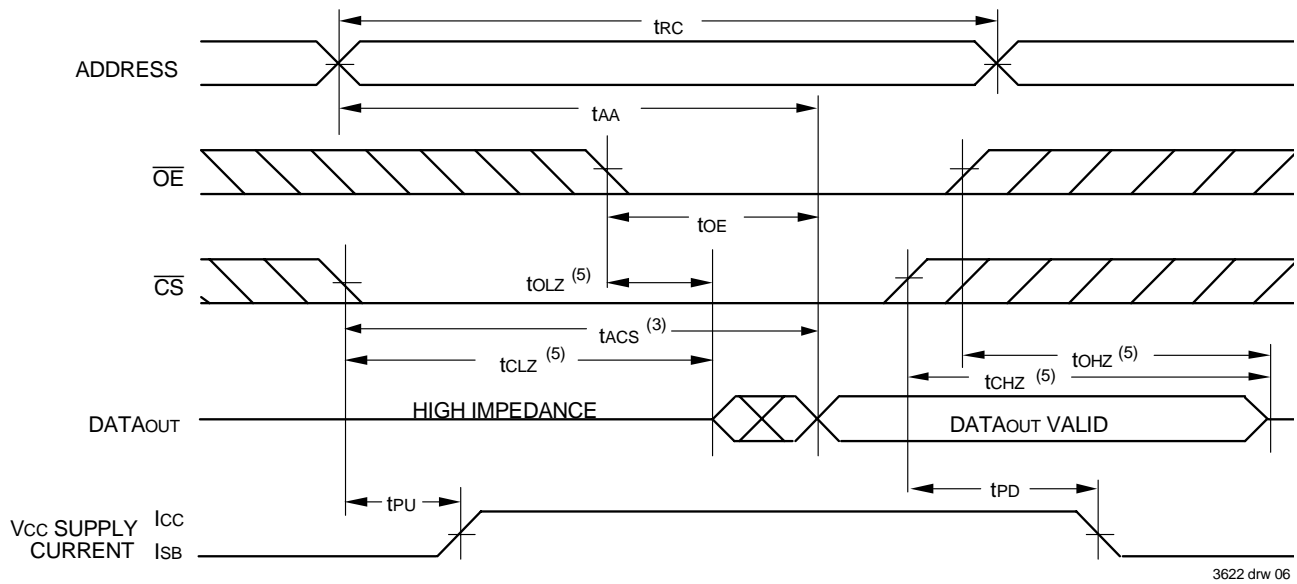 tRC
ADDRESS
tAA
OE
tOE
CS
tOLZ (5)
tACS (3)
tCLZ (5)
tOHZ (5)
tCHZ (5)
DATAOUT
HIGH IMPEDANCE
DATAOUT VALID
tPU
tPD
VCC SUPPLY
CURRENT
ICC
ISB
3622 drw 06